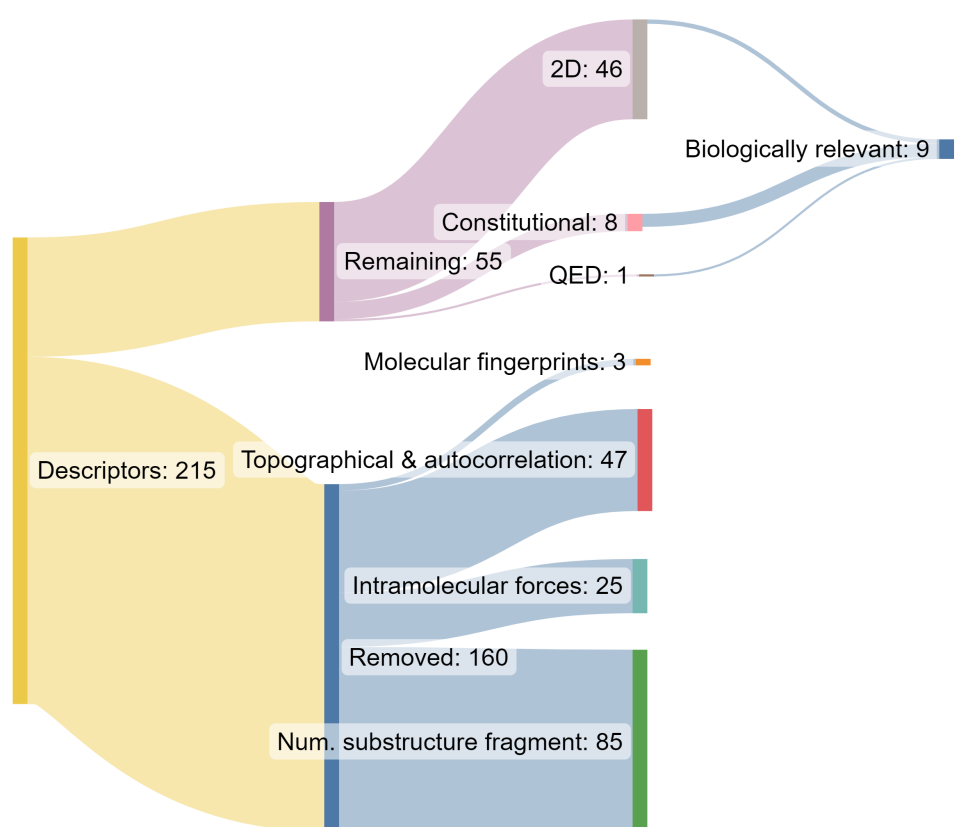 2D: 46
Biologically relevant: 9
Constitutional: 8
Remaining: 55
QED: 1
Molecular fingerprints: 3
Topographical & autocorrelation: 47
Descriptors: 215
Intramolecular forces: 25
Removed: 160
Num. substructure fragment: 85